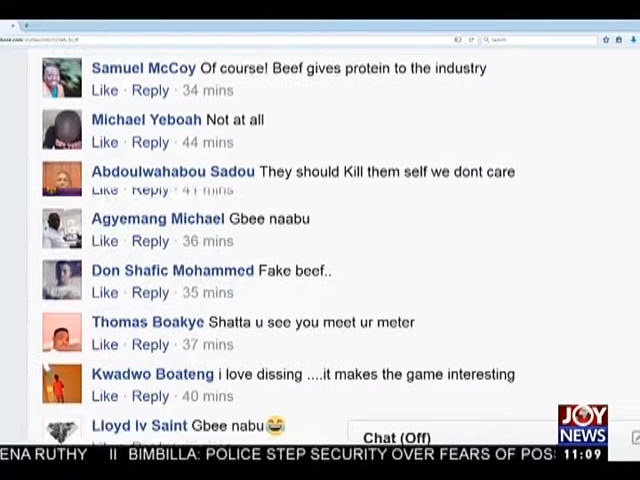 Samuel McCoy Of course! Beef gives protein to the industry
Like · Reply · 34 mins
Michael Yeboah Not at all
Like · Reply · 44 mins
Abdoulwahabou Sadou They should Kill them self we dont care
Like · Reply · 41 mins
Agyemang Michael Gbee naabu
Like · Reply · 36 mins
Don Shafic Mohammed Fake beef..
Like · Reply · 35 mins
Thomas Boakye Shatta u see you meet ur meter
Like · Reply · 37 mins
Kwadwo Boateng i love dissing ....it makes the game interesting
Like · Reply · 40 mins
Lloyd Iv Saint Gbee nabu😂
Chat (Off)
JOY
NEWS
ENA RUTHY II BIMBILLA: POLICE STEP SECURITY OVER FEARS OF POS
11:09